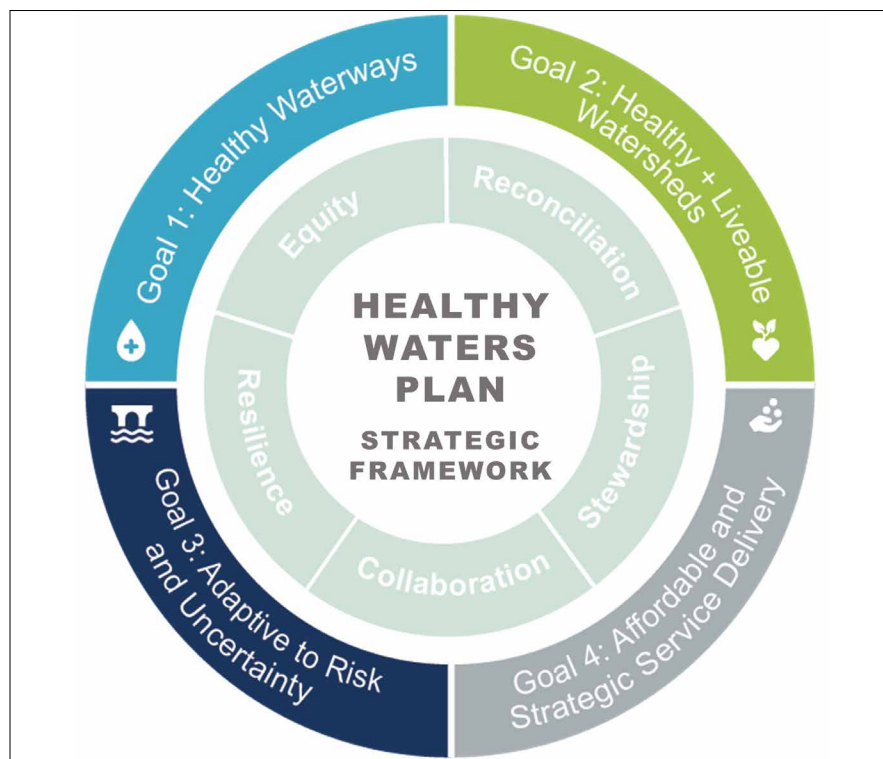 Goal 1: Healthy Waterways
Goal 2: Healthy + Liveable
Watersheds
Equity
Reconciliation
HEALTHY
WATERS
PLAN
STRATEGIC
FRAMEWORK
Resilience
Stewardship
Collaboration
Goal 3: Adaptive to Risk
and Uncertainty
Goal 4: Affordable and
Strategic Service Delivery